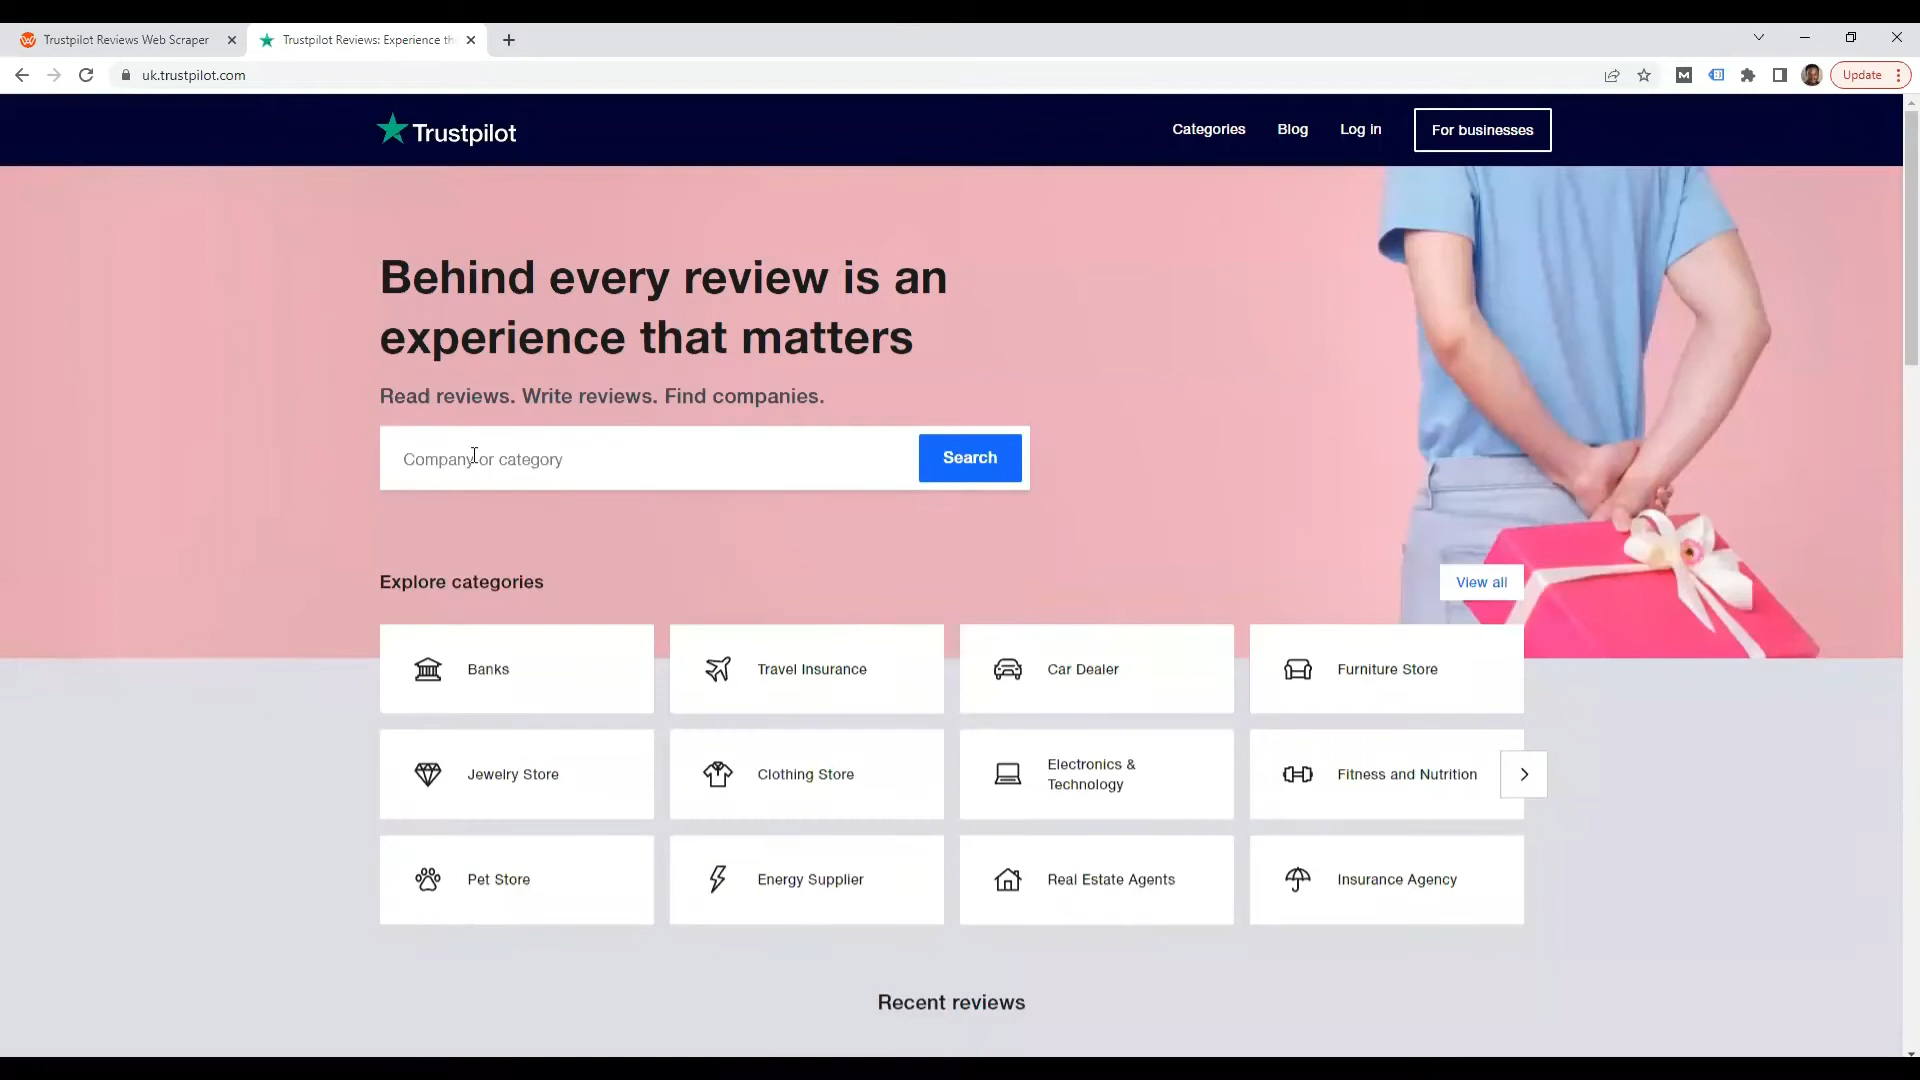 Trustpilot Reviews Web Scraper
Trustpilot Reviews: Experience th
uk.trustpilot.com
M
Update
Trustpilot
Categories
Blog
Log in
For businesses
Behind every review is an
experience that matters
Read reviews. Write reviews. Find companies.
Company or category
Search
Explore categories
View all
Banks
Travel Insurance
Car Dealer
Furniture Store
Jewelry Store
Clothing Store
Electronics &
Technology
Fitness and Nutrition
Pet Store
Energy Supplier
Real Estate Agents
Insurance Agency
Recent reviews